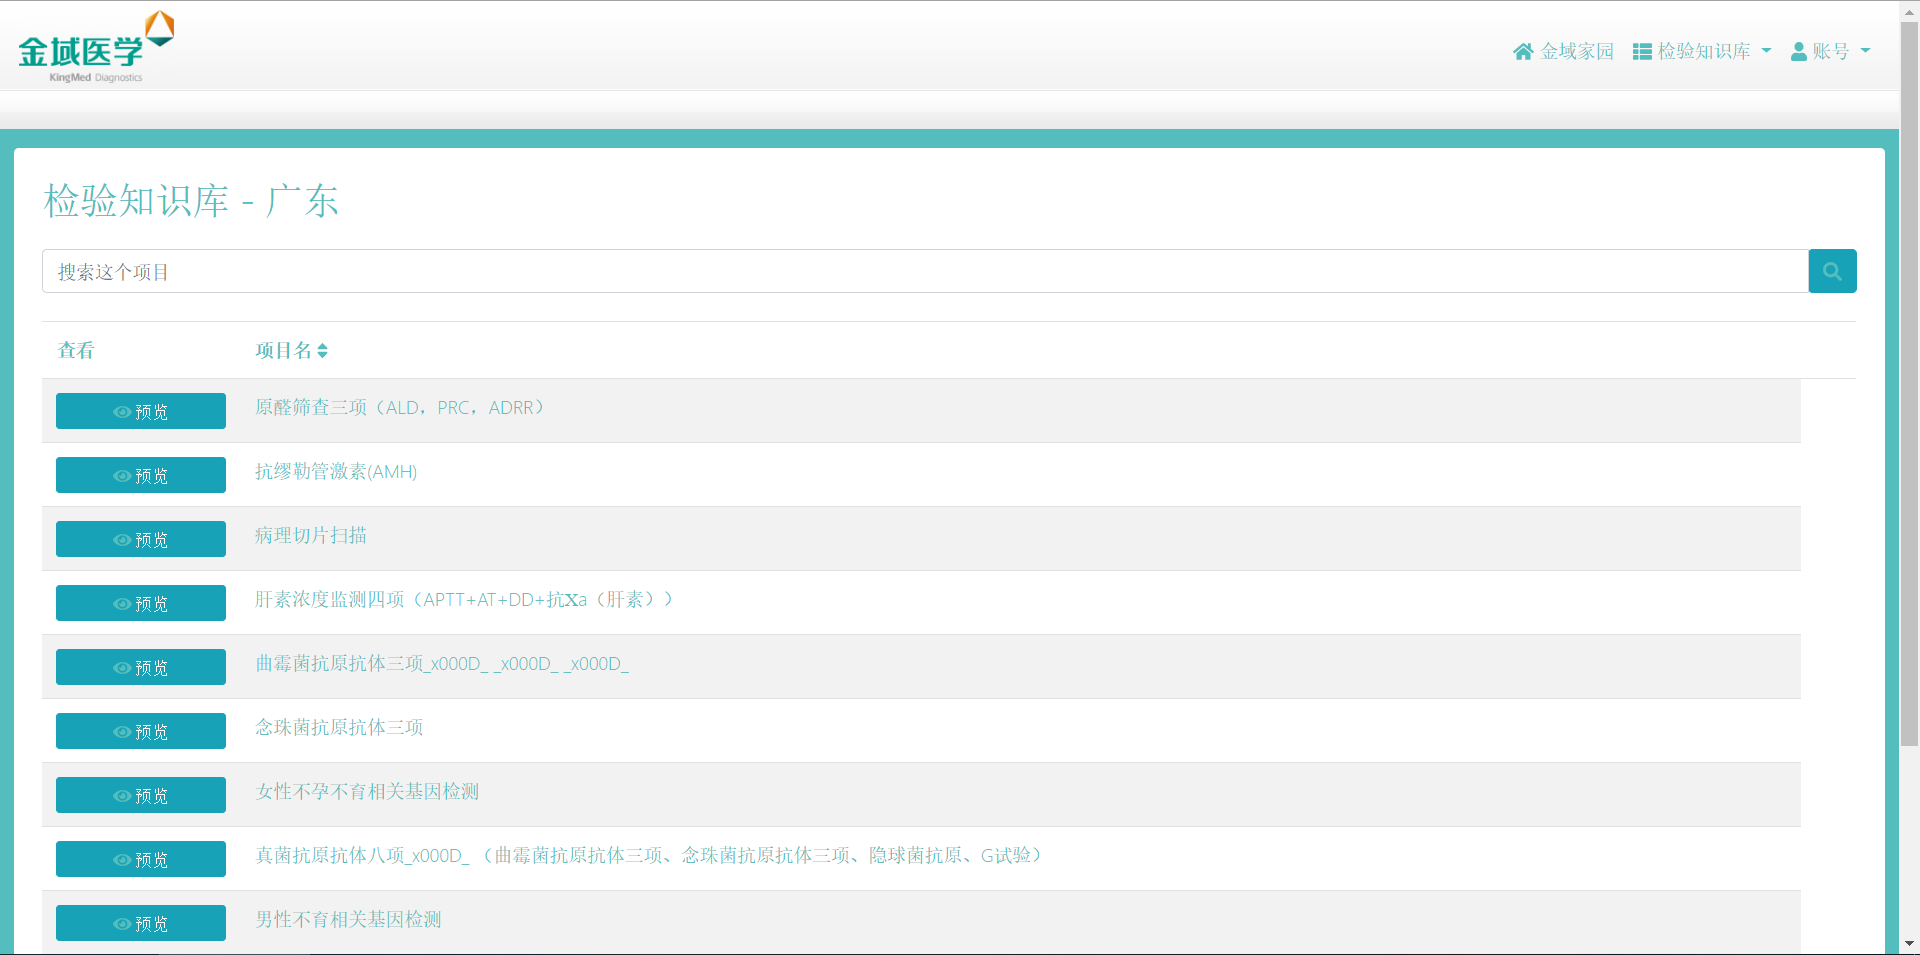 金域医学
KingMed Diagnostics
金域家园 检验知识库 账号
检验知识库 - 广东
搜索这个项目
查看 项目名
预览 原醛筛查三项（ALD，PRC，ADRR）
预览 抗缪勒管激素(AMH)
预览 病理切片扫描
预览 肝素浓度监测四项（APTT+AT+DD+抗Xa（肝素））
预览 曲霉菌抗原抗体三项_x000D_ _x000D_ _x000D_
预览 念珠菌抗原抗体三项
预览 女性不孕不育相关基因检测
预览 真菌抗原抗体八项_x000D_ （曲霉菌抗原抗体三项、念珠菌抗原抗体三项、隐球菌抗原、G试验）
预览 男性不育相关基因检测